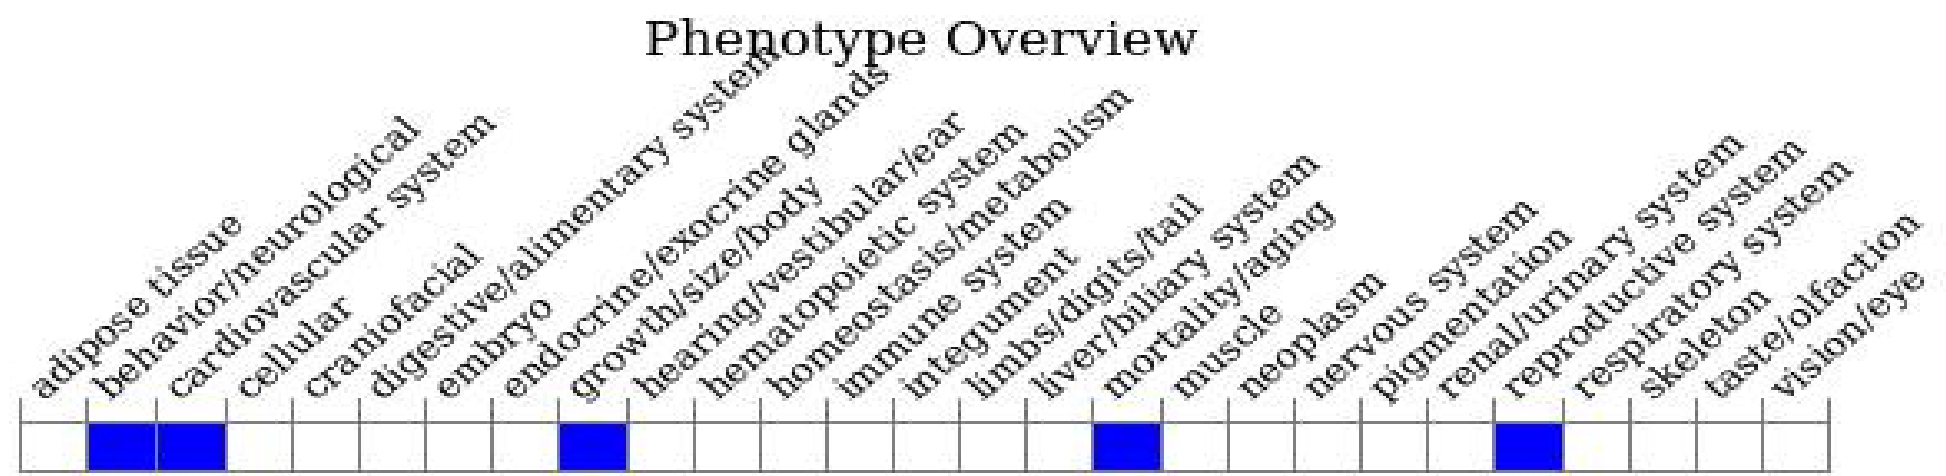 Phenotype Overview
adipose tissue
behavior/neurological
cardiovascular system
cellular
craniofacial
digestive/alimentary system
embryo
endocrine/exocrine glands
growth/size/body
hearing/vestibular/ear
hematopoietic system
homeostasis/metabolism
immune system
integument
limbs/digits/tail
liver/biliary system
mortality/aging
muscle
neoplasm
nervous system
pigmentation
renal/urinary system
reproductive system
respiratory system
skeleton
taste/olfaction
vision/eye